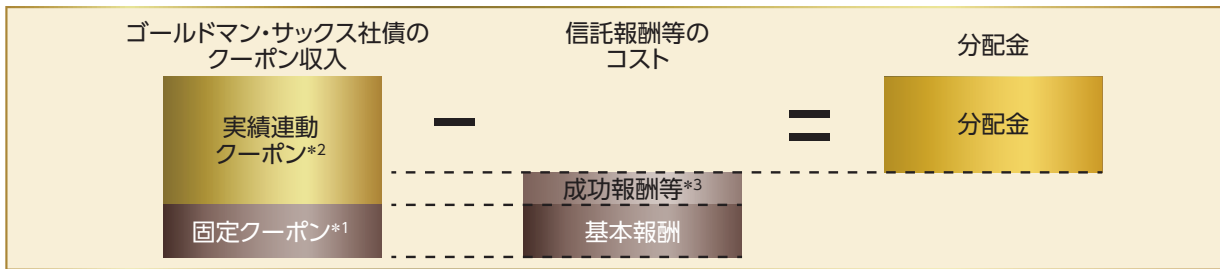 ゴールドマン・サックス社債の
クーポン収入
信託報酬等の
コスト
分配金
実績連動
クーポン*2
固定クーポン*1
成功報酬等*3
基本報酬
分配金